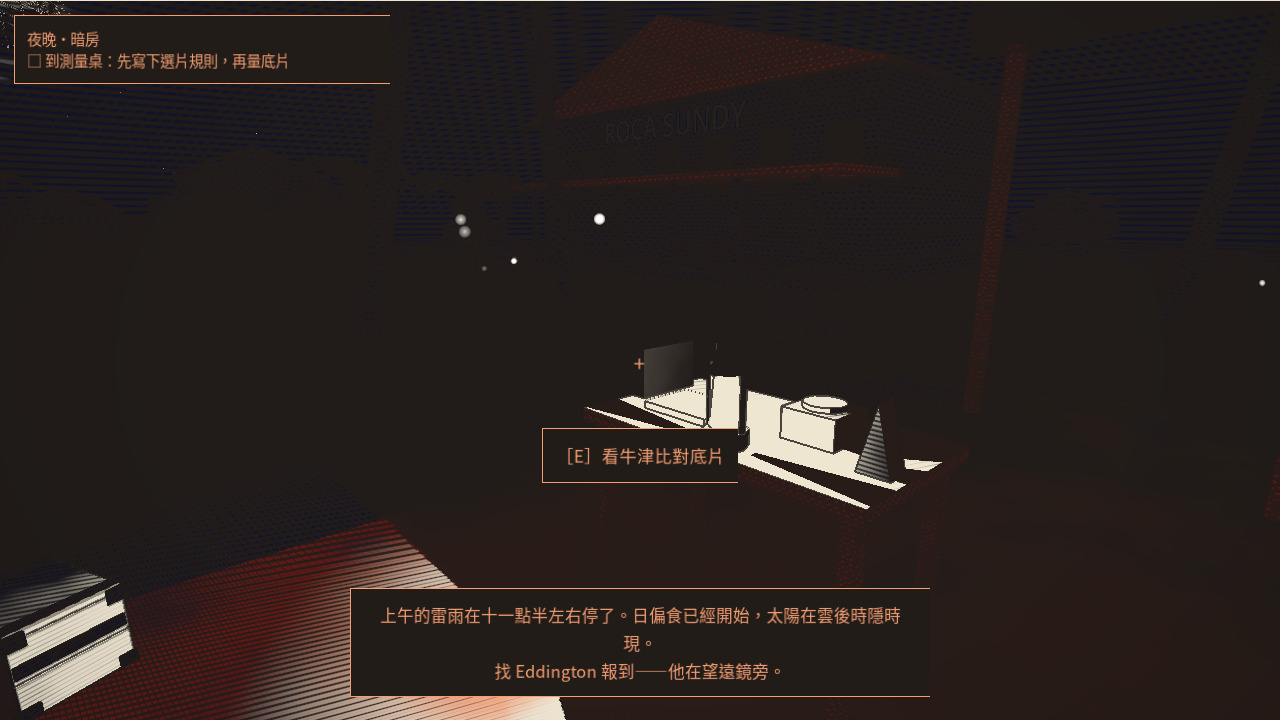 夜晚・暗房
□ 到測量桌：先寫下選片規則，再量底片
ROÇA SUNDY
［E］看牛津比對底片
上午的雷雨在十一點半左右停了。日偏食已經開始，太陽在雲後時隱時
現。
找 Eddington 報到——他在望遠鏡旁。